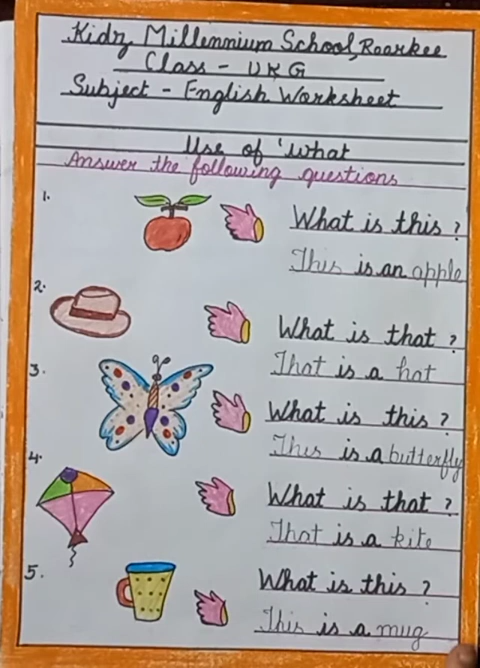 Kidz Millennium School, Roorkee
Class - UKG
Subject - English Worksheet
Use of 'what
Answer the following questions
1.
What is this ?
This is an apple
2.
What is that ?
That is a hat
3.
What is this ?
This is a butterfly
4.
What is that ?
That is a kite
5.
What is this ?
This is a mug